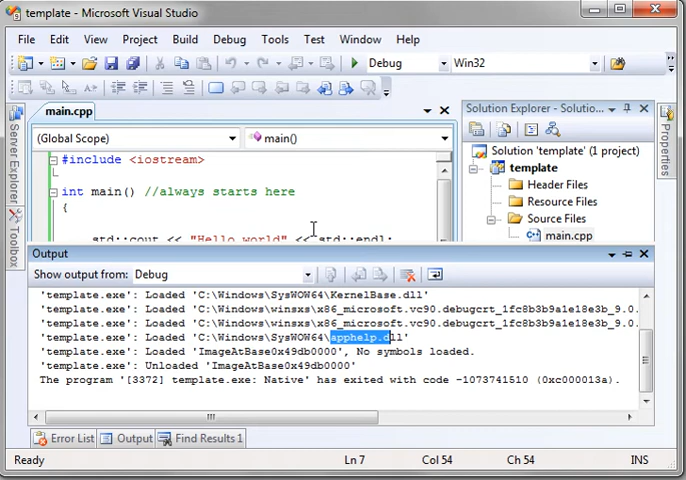 template - Microsoft Visual Studio
File Edit View Project Build Debug Tools Test Window Help
Debug Win32
main.cpp
(Global Scope) main()
#include <iostream>
int main() //always starts here
{
std::cout << "Hello world" << std::endl;
Server Explorer
Toolbox
Solution Explorer - Solutio...
Solution 'template' (1 project)
template
Header Files
Resource Files
Source Files
main.cpp
Properties
Output
Show output from: Debug
'template.exe': Loaded 'C:\Windows\SysWOW64\KernelBase.dll'
'template.exe': Loaded 'C:\Windows\winsxs\x86_microsoft.vc90.debugcrt_1fc8b3b9a1e18e3b_9.0.
'template.exe': Loaded 'C:\Windows\winsxs\x86_microsoft.vc90.debugcrt_1fc8b3b9a1e18e3b_9.0.
'template.exe': Loaded 'C:\Windows\SysWOW64\apphelp.dll'
'template.exe': Loaded 'ImageAtBase0x49db0000', No symbols loaded.
'template.exe': Unloaded 'ImageAtBase0x49db0000'
The program '[3372] template.exe: Native' has exited with code -1073741510 (0xc000013a).
Error List Output Find Results 1
Ready Ln 7 Col 54 Ch 54 INS